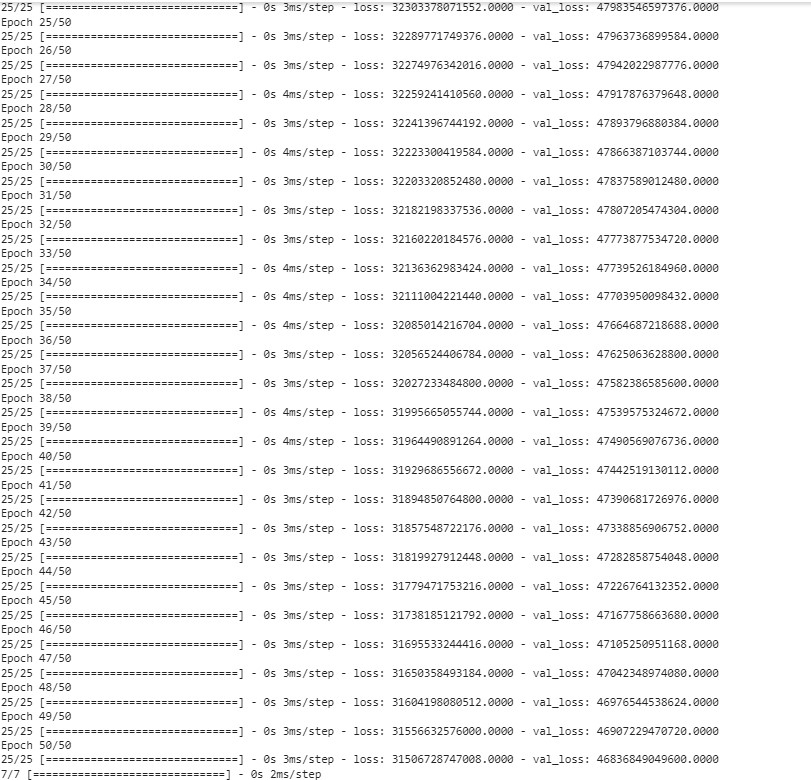 25/25 [==============================] - 0s 3ms/step - loss: 32303378071552.0000 - val_loss: 47983546597376.0000
Epoch 25/50
25/25 [==============================] - 0s 3ms/step - loss: 32289771749376.0000 - val_loss: 47963736899584.0000
Epoch 26/50
25/25 [==============================] - 0s 3ms/step - loss: 32274976342016.0000 - val_loss: 47942022987776.0000
Epoch 27/50
25/25 [==============================] - 0s 4ms/step - loss: 32259241410560.0000 - val_loss: 47917876379648.0000
Epoch 28/50
25/25 [==============================] - 0s 3ms/step - loss: 32241396744192.0000 - val_loss: 47893796880384.0000
Epoch 29/50
25/25 [==============================] - 0s 4ms/step - loss: 32223300419584.0000 - val_loss: 47866387103744.0000
Epoch 30/50
25/25 [==============================] - 0s 3ms/step - loss: 32203320852480.0000 - val_loss: 47837589012480.0000
Epoch 31/50
25/25 [==============================] - 0s 3ms/step - loss: 32182198337536.0000 - val_loss: 47807205474304.0000
Epoch 32/50
25/25 [==============================] - 0s 3ms/step - loss: 32160220184576.0000 - val_loss: 47773877534720.0000
Epoch 33/50
25/25 [==============================] - 0s 4ms/step - loss: 32136362983424.0000 - val_loss: 47739526184960.0000
Epoch 34/50
25/25 [==============================] - 0s 4ms/step - loss: 32111004221440.0000 - val_loss: 47703950098432.0000
Epoch 35/50
25/25 [==============================] - 0s 4ms/step - loss: 32085014216704.0000 - val_loss: 47664687218688.0000
Epoch 36/50
25/25 [==============================] - 0s 3ms/step - loss: 32056524406784.0000 - val_loss: 47625063628800.0000
Epoch 37/50
25/25 [==============================] - 0s 3ms/step - loss: 32027233484800.0000 - val_loss: 47582386585600.0000
Epoch 38/50
25/25 [==============================] - 0s 4ms/step - loss: 31995665055744.0000 - val_loss: 47539575324672.0000
Epoch 39/50
25/25 [==============================] - 0s 4ms/step - loss: 31964490891264.0000 - val_loss: 47490569076736.0000
Epoch 40/50
25/25 [==============================] - 0s 3ms/step - loss: 31929686556672.0000 - val_loss: 47442519130112.0000
Epoch 41/50
25/25 [==============================] - 0s 3ms/step - loss: 31894850764800.0000 - val_loss: 47390681726976.0000
Epoch 42/50
25/25 [==============================] - 0s 3ms/step - loss: 31857548722176.0000 - val_loss: 47338856906752.0000
Epoch 43/50
25/25 [==============================] - 0s 3ms/step - loss: 31819927912448.0000 - val_loss: 47282858754048.0000
Epoch 44/50
25/25 [==============================] - 0s 3ms/step - loss: 31779471753216.0000 - val_loss: 47226764132352.0000
Epoch 45/50
25/25 [==============================] - 0s 3ms/step - loss: 31738185121792.0000 - val_loss: 47167758663680.0000
Epoch 46/50
25/25 [==============================] - 0s 3ms/step - loss: 31695533244416.0000 - val_loss: 47105250951168.0000
Epoch 47/50
25/25 [==============================] - 0s 3ms/step - loss: 31650358493184.0000 - val_loss: 47042348974080.0000
Epoch 48/50
25/25 [==============================] - 0s 3ms/step - loss: 31604198080512.0000 - val_loss: 46976544538624.0000
Epoch 49/50
25/25 [==============================] - 0s 3ms/step - loss: 31556632576000.0000 - val_loss: 46907229470720.0000
Epoch 50/50
25/25 [==============================] - 0s 3ms/step - loss: 31506728747008.0000 - val_loss: 46836849049600.0000
7/7 [==============================] - 0s 2ms/step